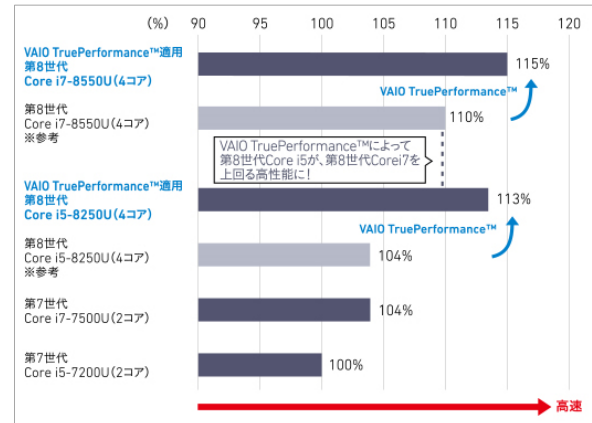 (%) 90 95 100 105 110 115 120
VAIO TruePerformance™適用
第8世代
Core i7-8550U(4コア)
115%
VAIO TruePerformance™
第8世代
Core i7-8550U(4コア)
※参考
110%
VAIO TruePerformance™によって
第8世代Core i5が、第8世代Corei7を
上回る高性能に!
VAIO TruePerformance™適用
第8世代
Core i5-8250U(4コア)
113%
VAIO TruePerformance™
第8世代
Core i5-8250U(4コア)
※参考
104%
第7世代
Core i7-7500U(2コア)
104%
第7世代
Core i5-7200U(2コア)
100%
高速